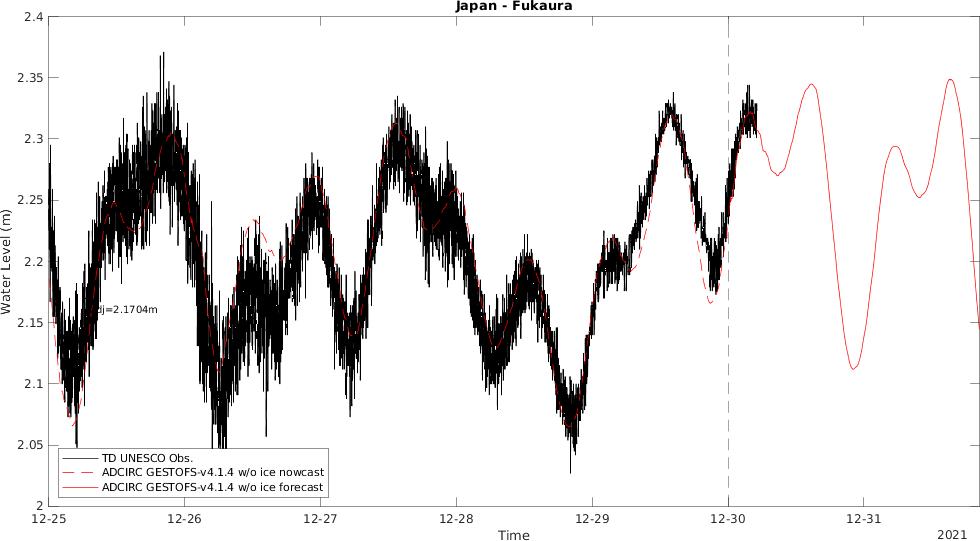 Japan - Fukaura
2.4
2.35
2.3
2.25
2.2
2.15
2.1
2.05
2
Water Level (m)
dj=2.1704m
TD UNESCO Obs.
ADCIRC GESTOFS-v4.1.4 w/o ice nowcast
ADCIRC GESTOFS-v4.1.4 w/o ice forecast
12-25
12-26
12-27
12-28
12-29
12-30
12-31
Time
2021